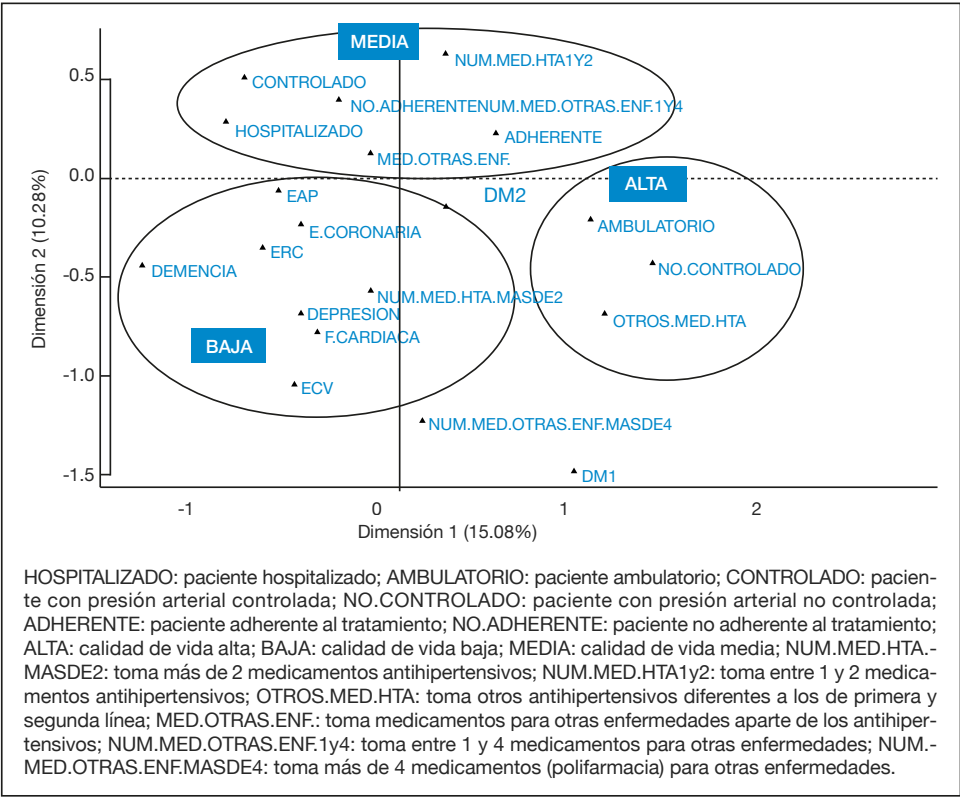 MEDIA
NUM.MED.HTA1Y2
0.5
CONTROLADO
NO.ADHERENTENUM.MED.OTRAS.ENF.1Y4
HOSPITALIZADO
ADHERENTE
MED.OTRAS.ENF.
0.0
EAP
DM2
ALTA
E.CORONARIA
AMBULATORIO
ERC
DEMENCIA
NO.CONTROLADO
-0.5
NUM.MED.HTA.MASDE2
DEPRESION
OTROS.MED.HTA
F.CARDIACA
BAJA
-1.0
ECV
NUM.MED.OTRAS.ENF.MASDE4
-1.5
DM1
Dimensión 2 (10.28%)
-1 0 1 2
Dimensión 1 (15.08%)
HOSPITALIZADO: paciente hospitalizado; AMBULATORIO: paciente ambulatorio; CONTROLADO: pacien-
te con presión arterial controlada; NO.CONTROLADO: paciente con presión arterial no controlada;
ADHERENTE: paciente adherente al tratamiento; NO.ADHERENTE: paciente no adherente al tratamiento;
ALTA: calidad de vida alta; BAJA: calidad de vida baja; MEDIA: calidad de vida media; NUM.MED.HTA.-
MASDE2: toma más de 2 medicamentos antihipertensivos; NUM.MED.HTA1y2: toma entre 1 y 2 medica-
mentos antihipertensivos; OTROS.MED.HTA: toma otros antihipertensivos diferentes a los de primera y
segunda línea; MED.OTRAS.ENF.: toma medicamentos para otras enfermedades aparte de los antihiper-
tensivos; NUM.MED.OTRAS.ENF.1y4: toma entre 1 y 4 medicamentos para otras enfermedades; NUM.-
MED.OTRAS.ENF.MASDE4: toma más de 4 medicamentos (polifarmacia) para otras enfermedades.